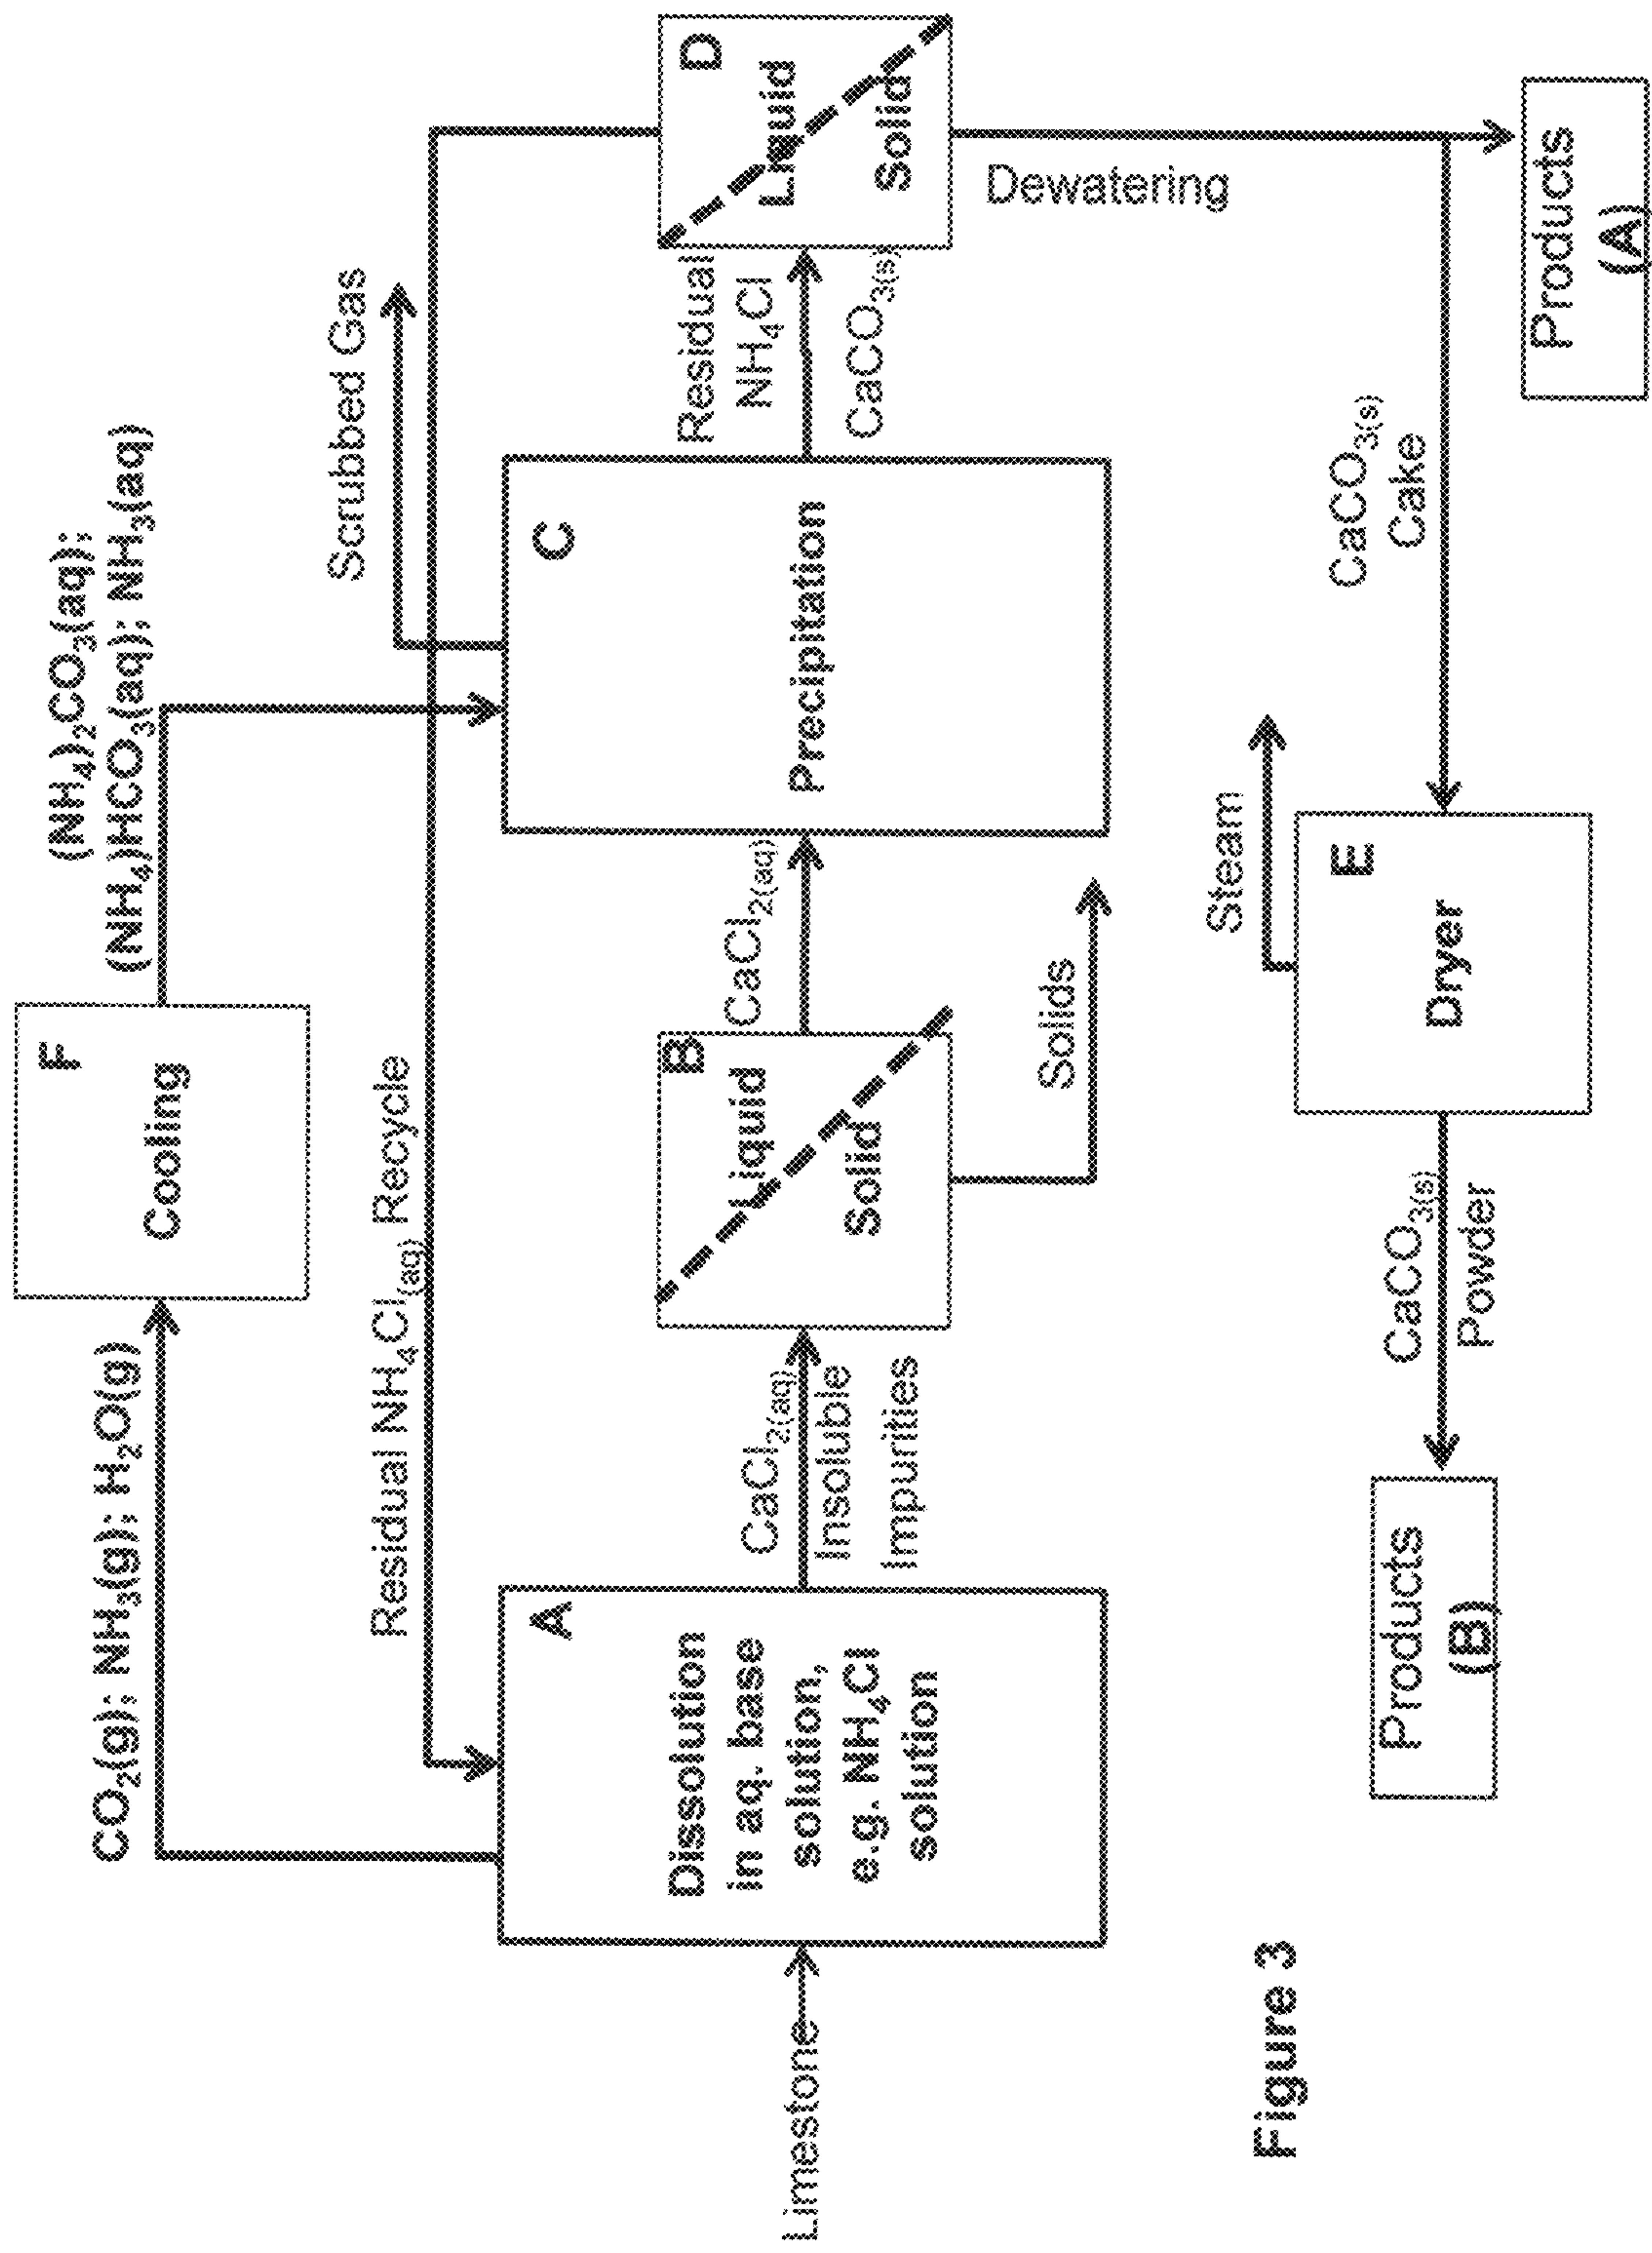 (NH₄)₂CO₃(aq);
(NH₄)HCO₃(aq); NH₃(aq)
CO₂(g); NH₃(g); H₂O(g)
F
Cooling
Scrubbed Gas
Residual NH₄Cl(aq) Recycle
Limestone
A
Dissolution
in aq. base
solution,
e.g. NH₄Cl
solution
CaCl₂(aq)
Insoluble
Impurities
B
Liquid
Solid
Solids
CaCl₂(aq)
C
Precipitation
Residual
NH₄Cl
CaCO₃(s)
D
Liquid
Solid
Dewatering
Steam
CaCO₃(s)
Cake
E
Dryer
CaCO₃(s)
Powder
Products
(B)
Products
(A)
Figure 3